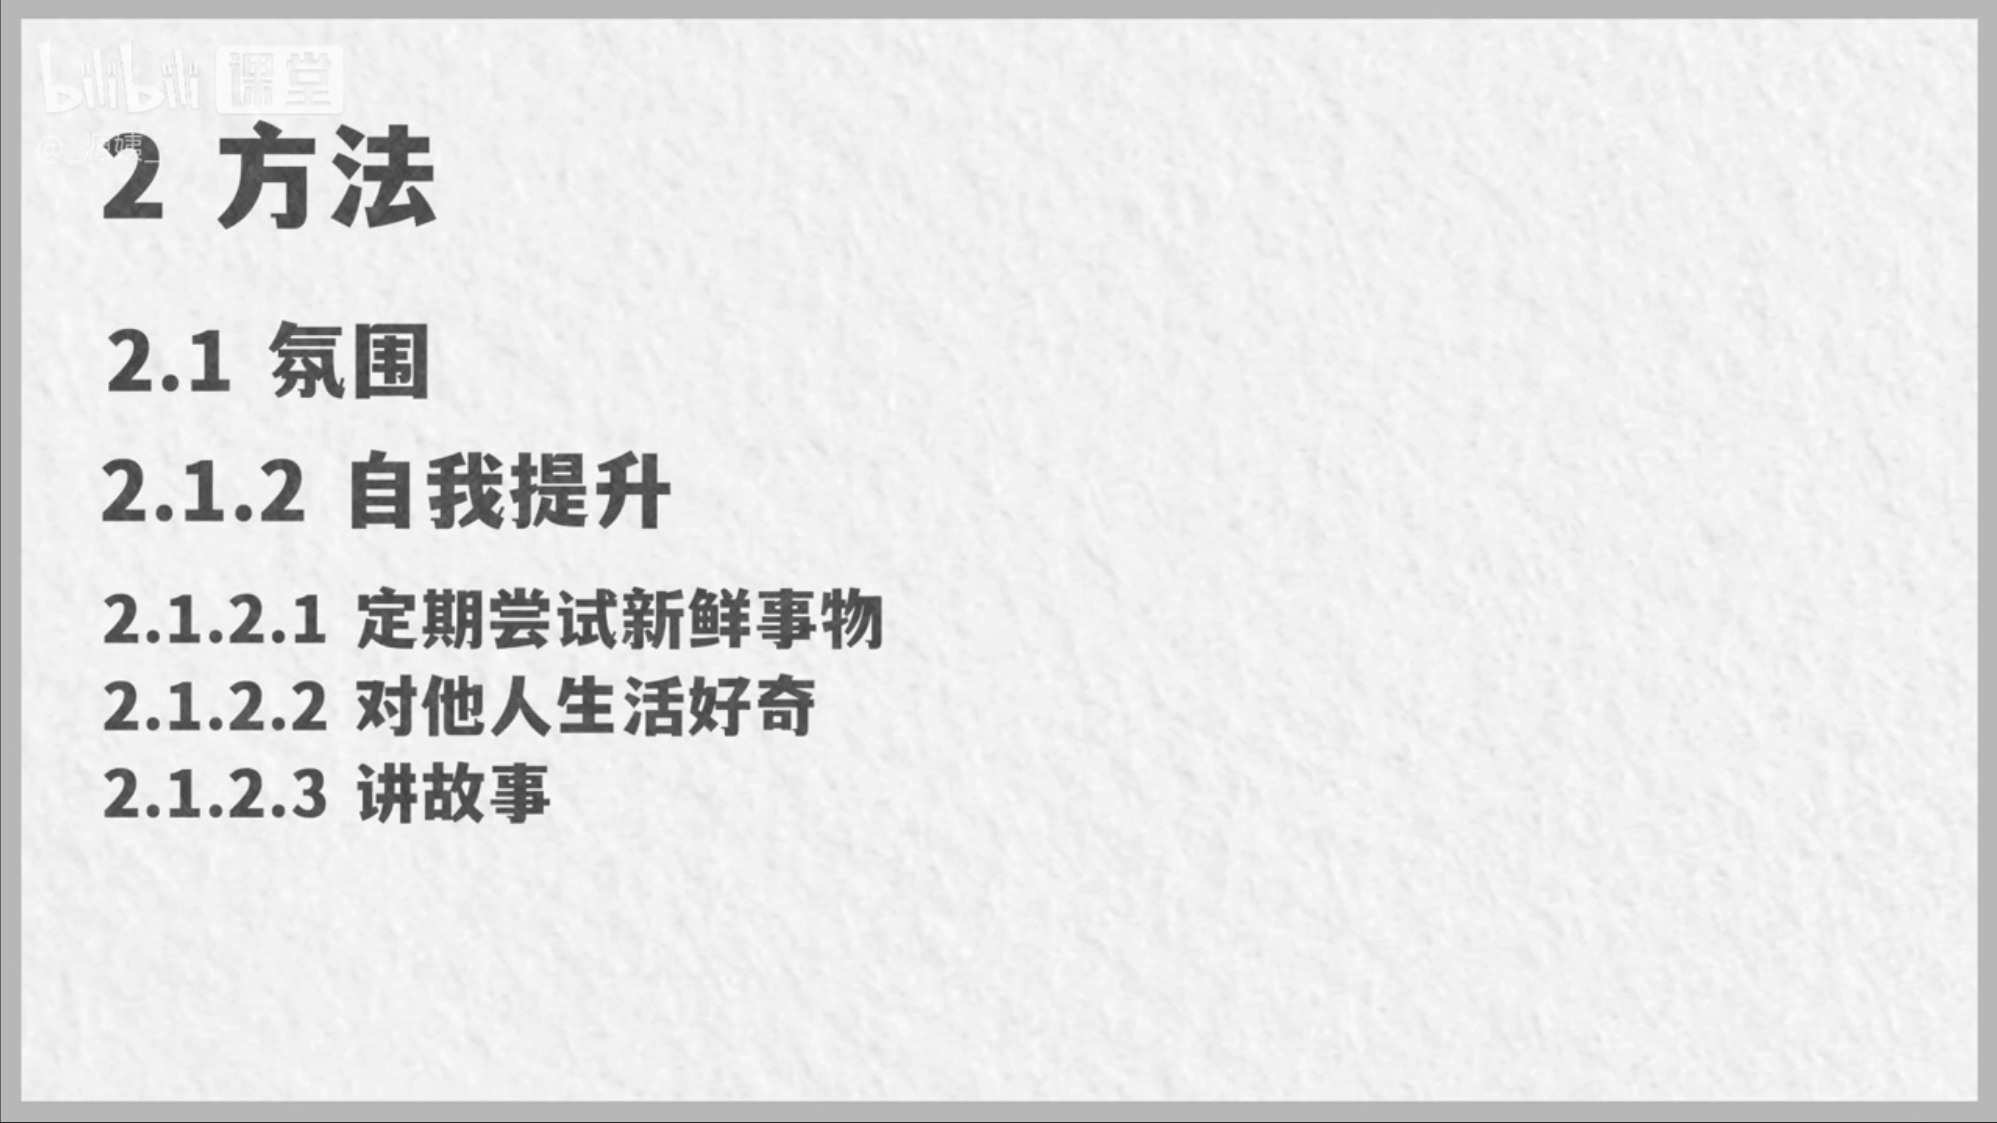 bilibili 课堂
2 方法
2.1 氛围
2.1.2 自我提升
2.1.2.1 定期尝试新鲜事物
2.1.2.2 对他人生活好奇
2.1.2.3 讲故事